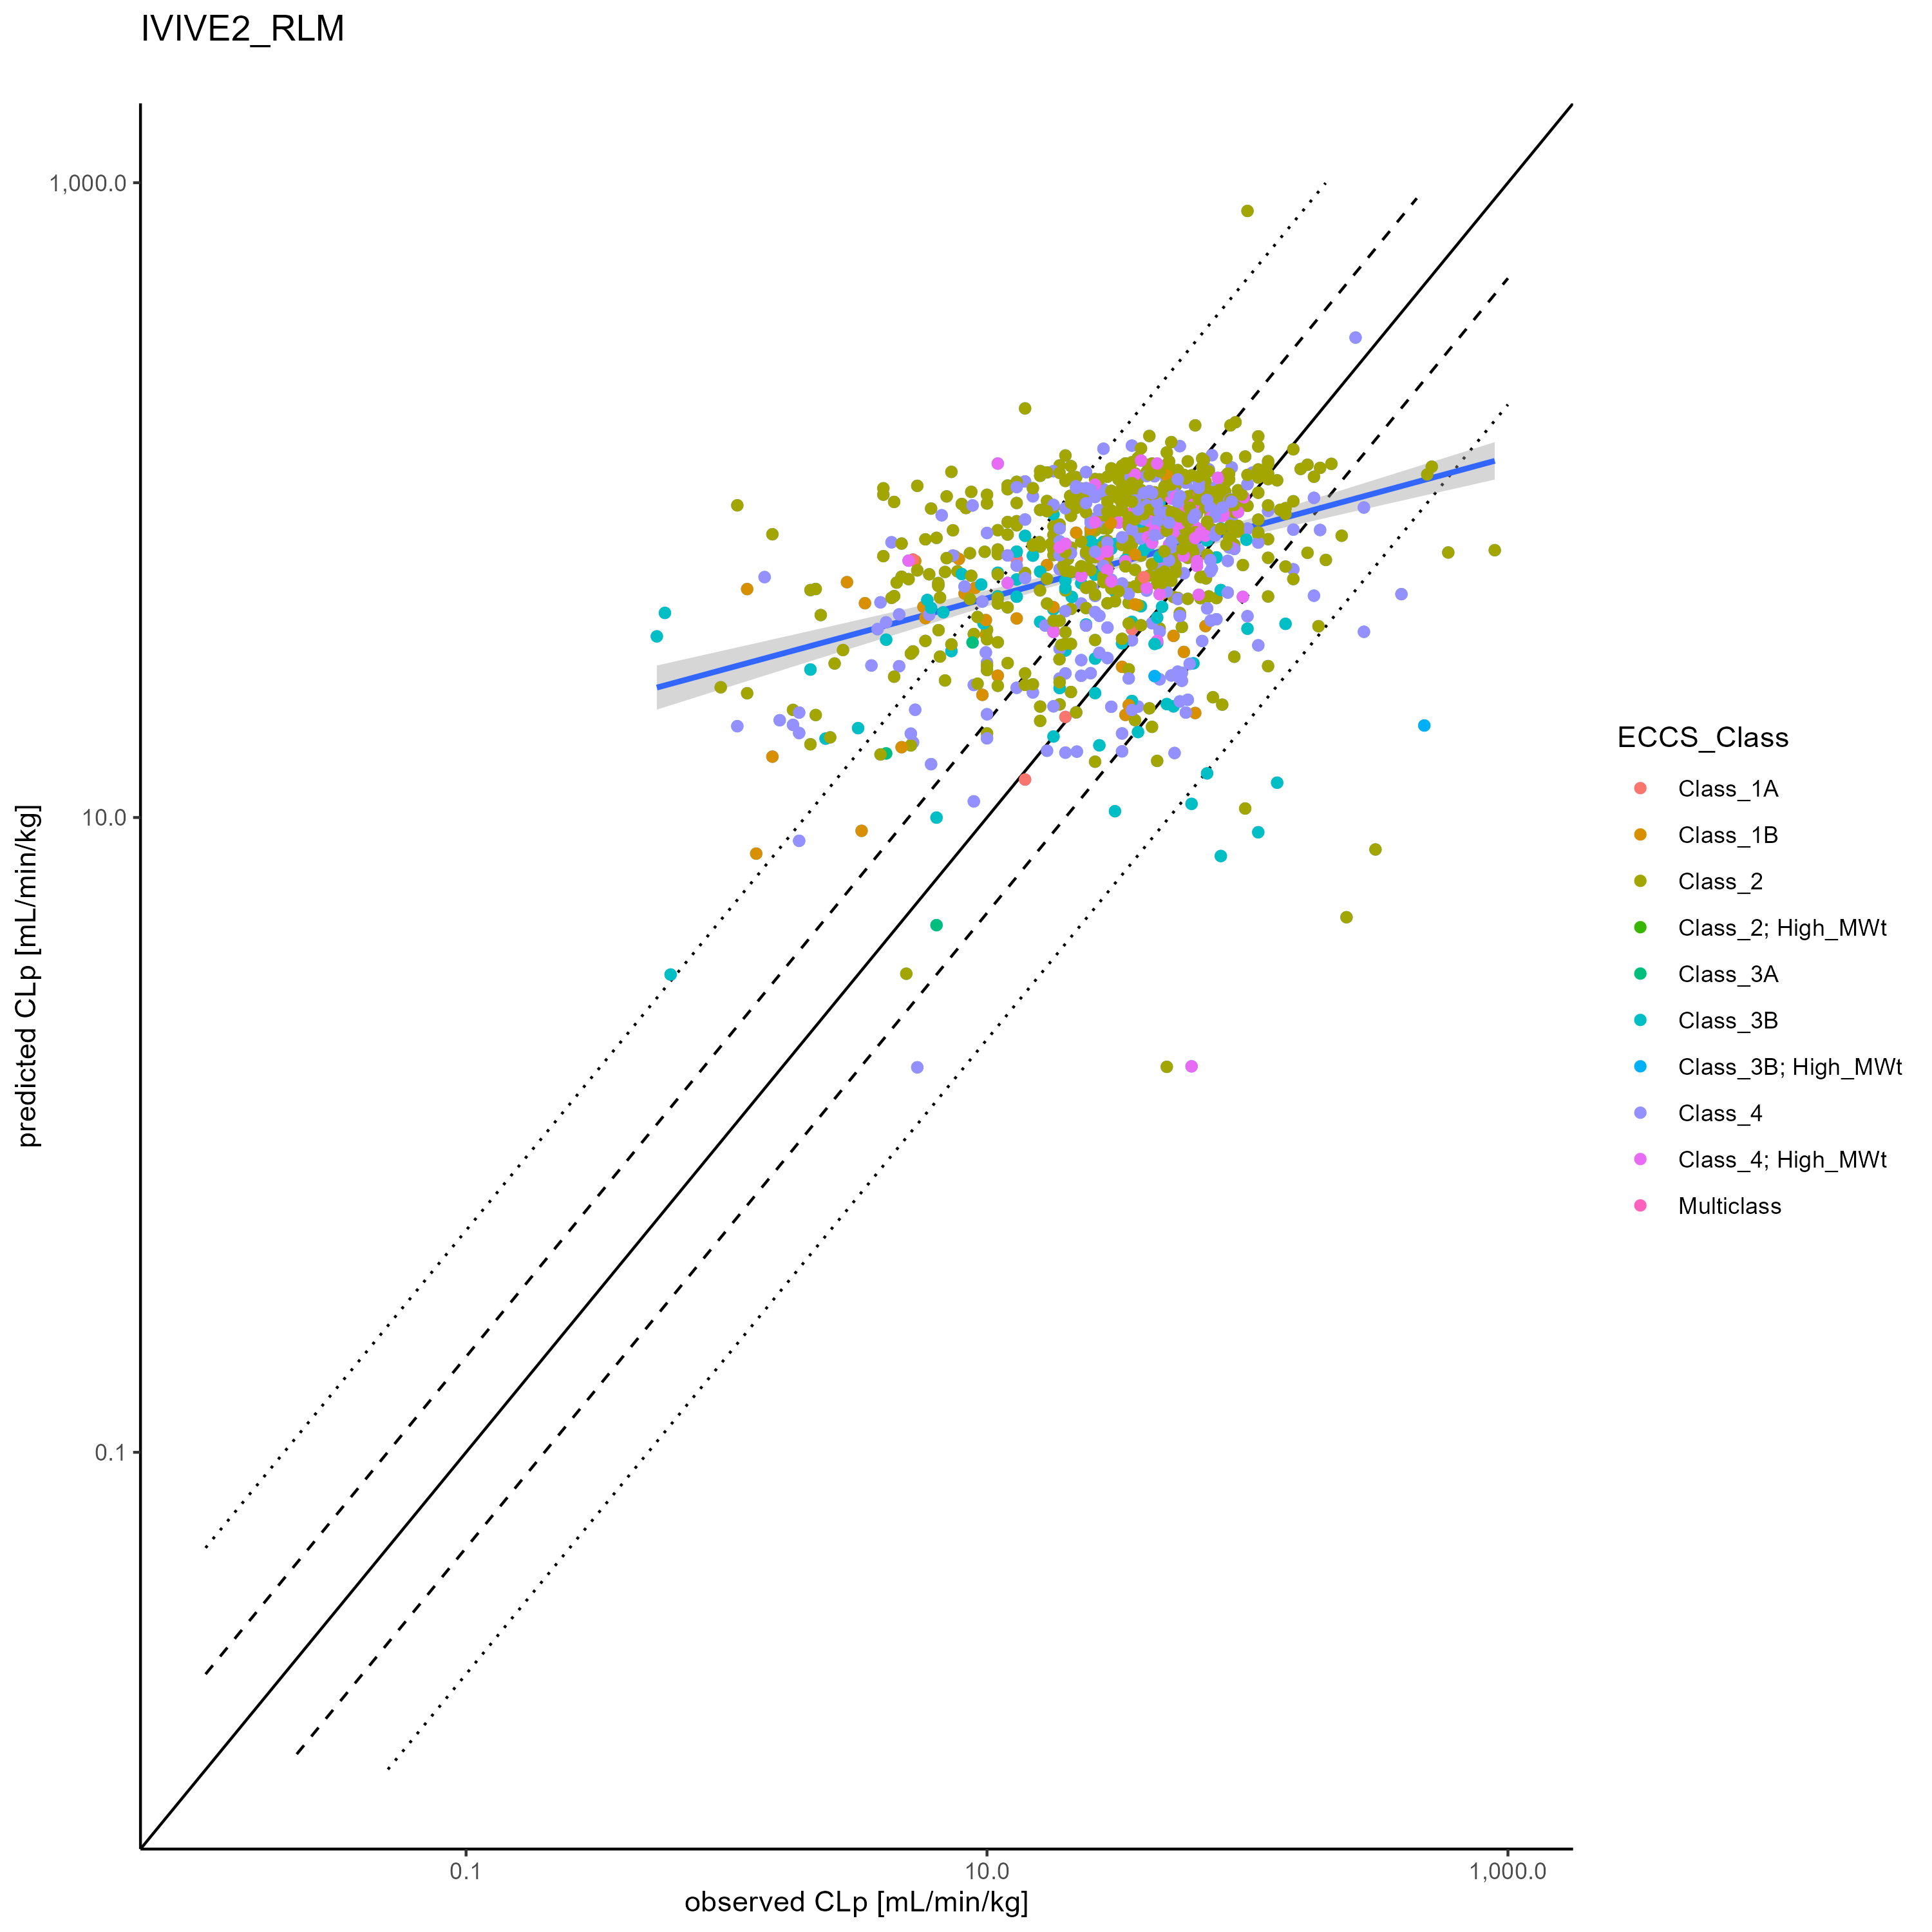 IVIVE2_RLM
1,000.0
10.0
0.1
predicted CLp [mL/min/kg]
0.1
10.0
1,000.0
observed CLp [mL/min/kg]
ECCS_Class
Class_1A
Class_1B
Class_2
Class_2; High_MWt
Class_3A
Class_3B
Class_3B; High_MWt
Class_4
Class_4; High_MWt
Multiclass